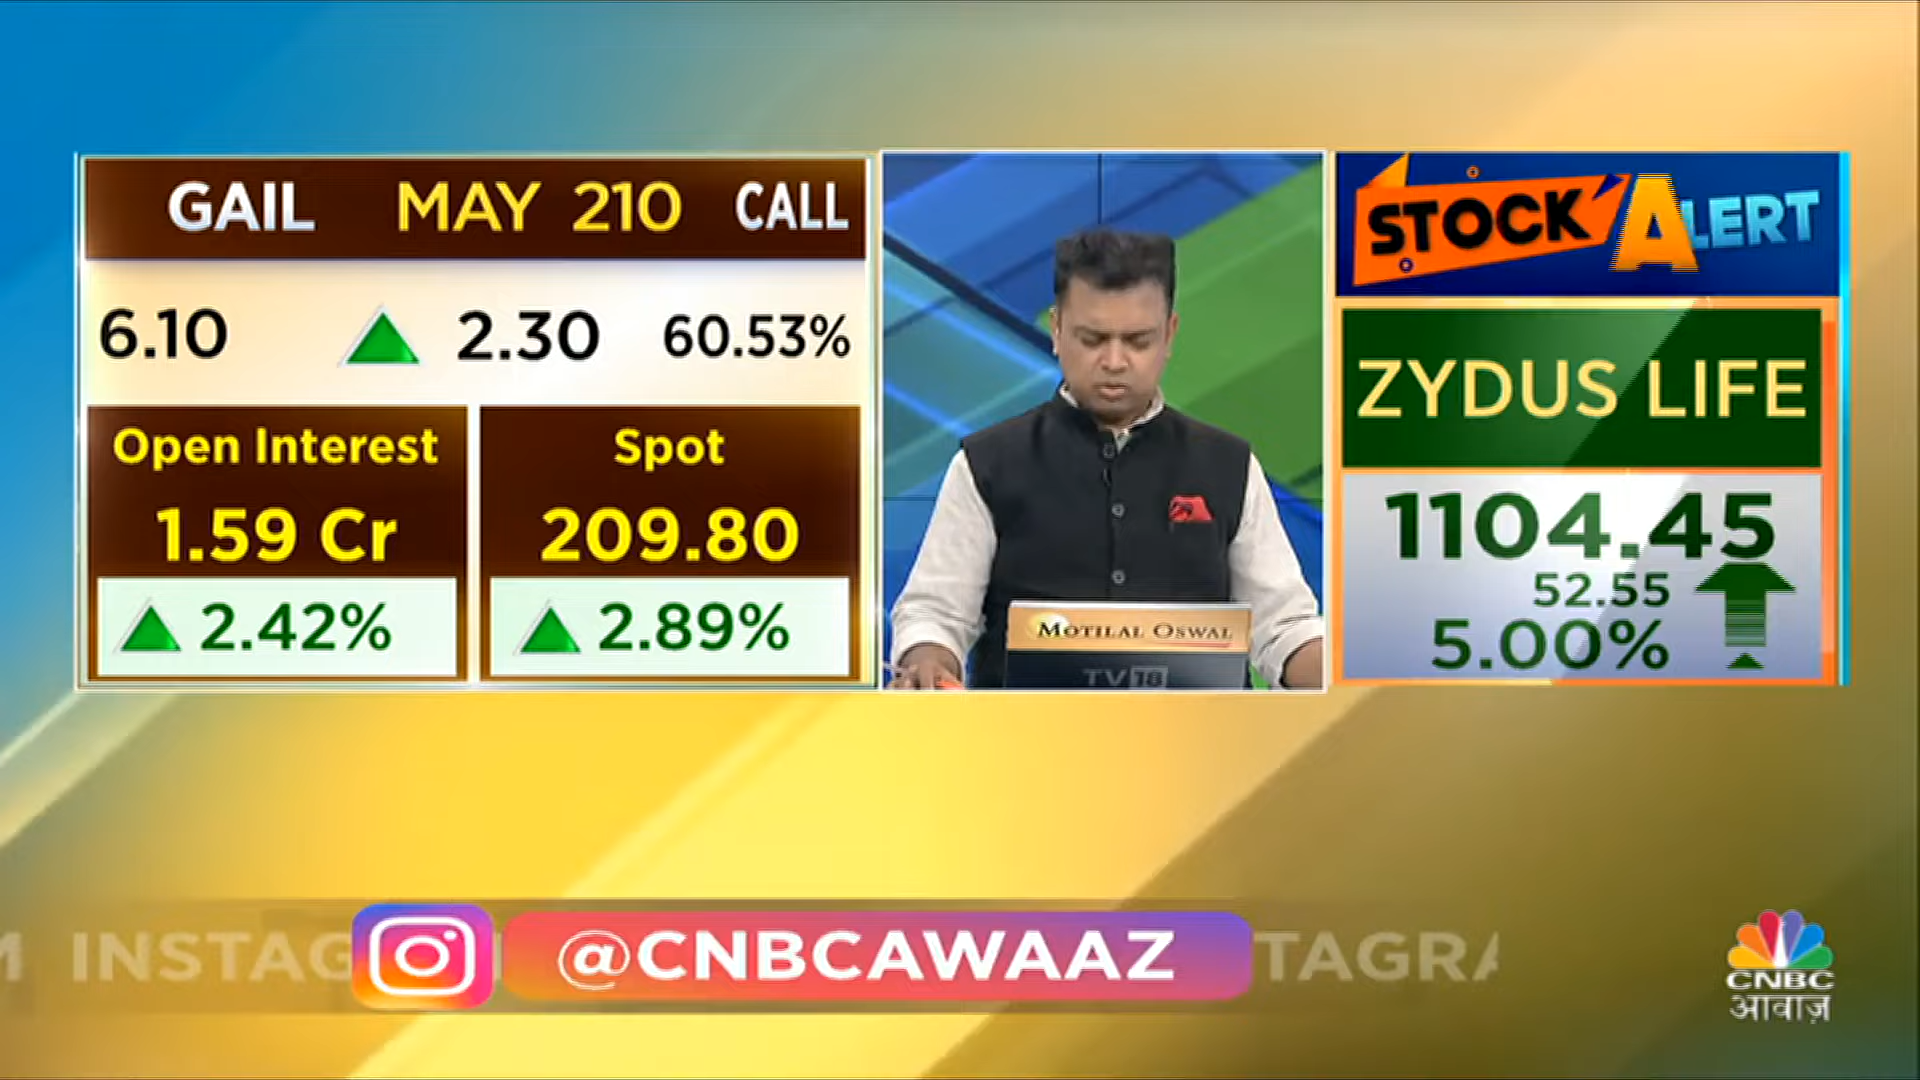 GAIL MAY 210 CALL
6.10 2.30 60.53%
Open Interest
1.59 Cr
2.42%
Spot
209.80
2.89%
MOTILAL OSWAL
TV18
STOCK ALERT
ZYDUS LIFE
1104.45
52.55
5.00%
M INSTAG
@CNBCAWAAZ
TAGRA
CNBC
आवाज़